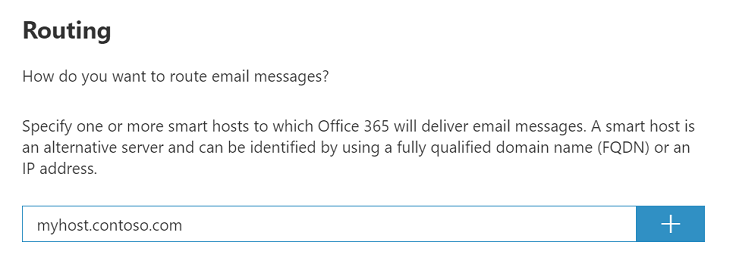 Routing
How do you want to route email messages?
Specify one or more smart hosts to which Office 365 will deliver email messages. A smart host is
an alternative server and can be identified by using a fully qualified domain name (FQDN) or an
IP address.
myhost.contoso.com